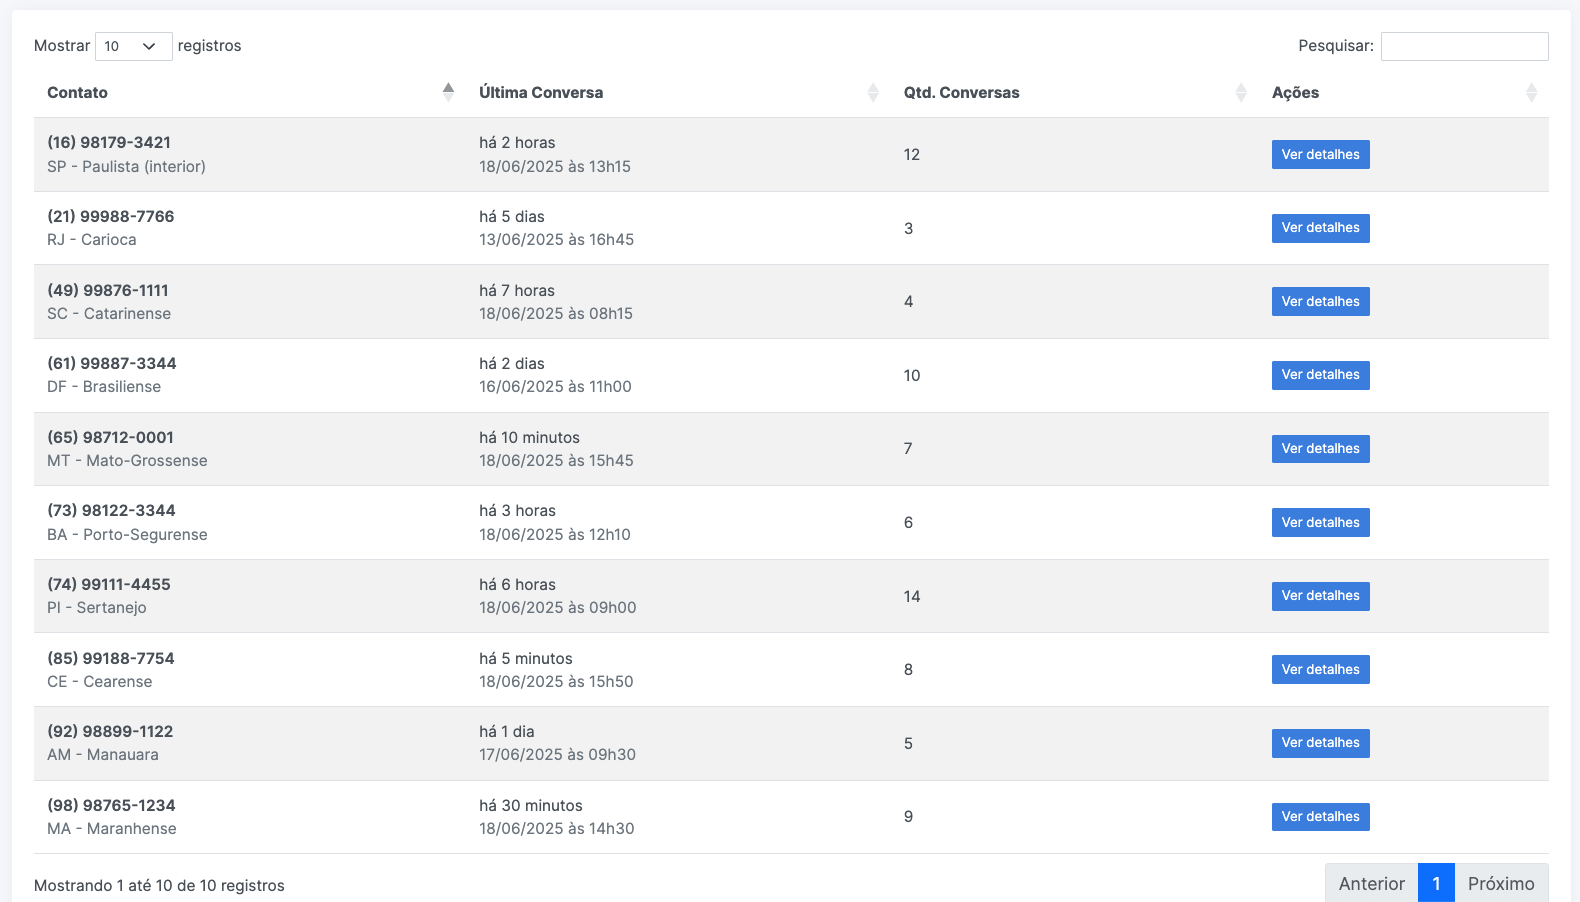 Mostrar 10 registros Pesquisar:
Contato Última Conversa Qtd. Conversas Ações
(16) 98179-3421 há 2 horas
SP - Paulista (interior) 18/06/2025 às 13h15 12 Ver detalhes
(21) 99988-7766 há 5 dias
RJ - Carioca 13/06/2025 às 16h45 3 Ver detalhes
(49) 99876-1111 há 7 horas
SC - Catarinense 18/06/2025 às 08h15 4 Ver detalhes
(61) 99887-3344 há 2 dias
DF - Brasiliense 16/06/2025 às 11h00 10 Ver detalhes
(65) 98712-0001 há 10 minutos
MT - Mato-Grossense 18/06/2025 às 15h45 7 Ver detalhes
(73) 98122-3344 há 3 horas
BA - Porto-Segurense 18/06/2025 às 12h10 6 Ver detalhes
(74) 99111-4455 há 6 horas
PI - Sertanejo 18/06/2025 às 09h00 14 Ver detalhes
(85) 99188-7754 há 5 minutos
CE - Cearense 18/06/2025 às 15h50 8 Ver detalhes
(92) 98899-1122 há 1 dia
AM - Manauara 17/06/2025 às 09h30 5 Ver detalhes
(98) 98765-1234 há 30 minutos
MA - Maranhense 18/06/2025 às 14h30 9 Ver detalhes
Mostrando 1 até 10 de 10 registros Anterior 1 Próximo